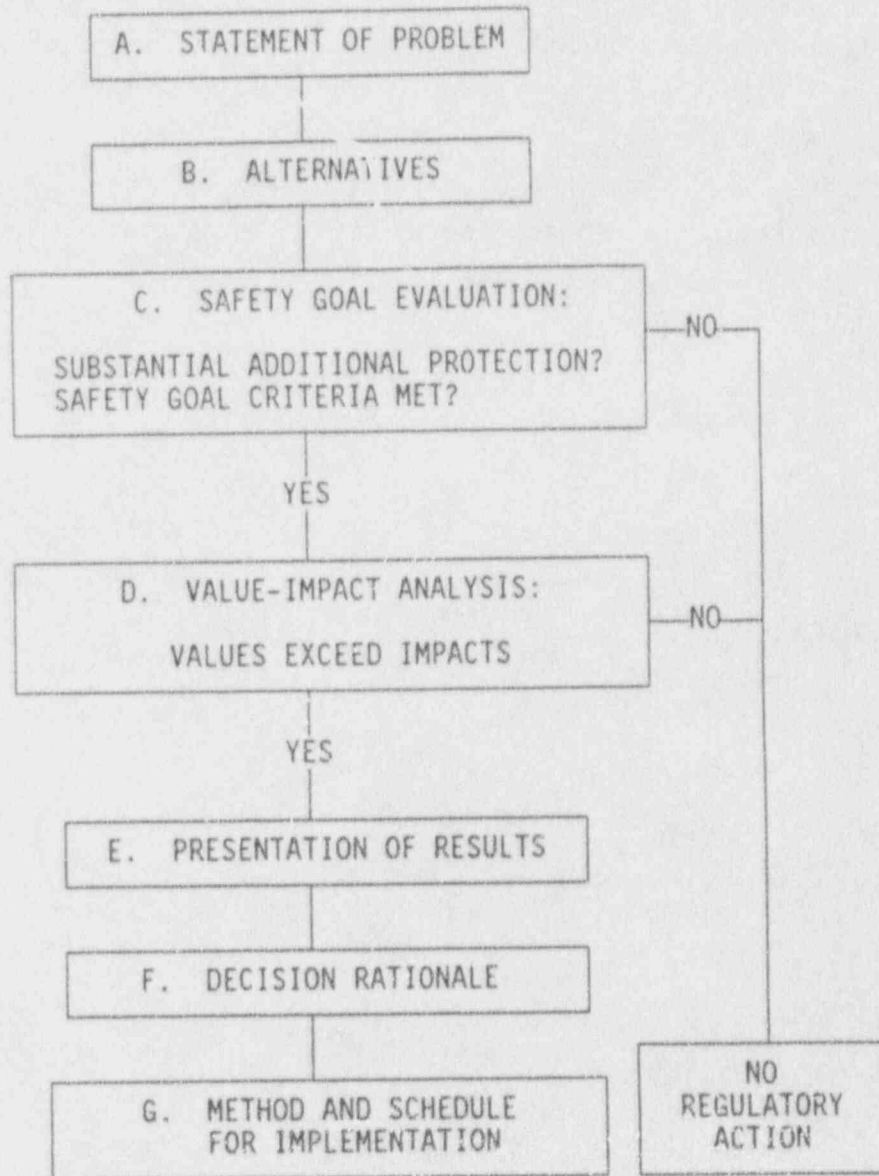 A. STATEMENT OF PROBLEM
B. ALTERNATIVES
C. SAFETY GOAL EVALUATION:
SUBSTANTIAL ADDITIONAL PROTECTION?
SAFETY GOAL CRITERIA MET?
NO
YES
D. VALUE-IMPACT ANALYSIS:
VALUES EXCEED IMPACTS
NO
YES
E. PRESENTATION OF RESULTS
F. DECISION RATIONALE
G. METHOD AND SCHEDULE
FOR IMPLEMENTATION
NO
REGULATORY
ACTION